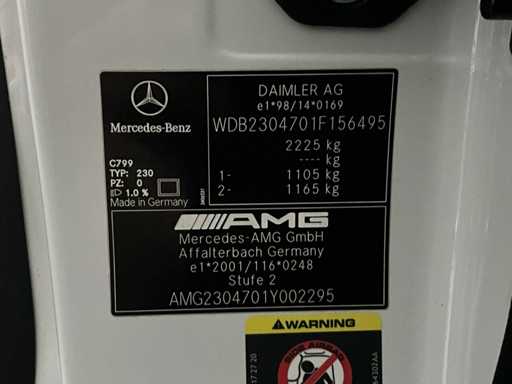 Mercedes-Benz
C799
TYP: 230
PZ: 0
1.0 %
Made in Germany
DAIMLER AG
e1*98/14*0169
WDB2304701F156495
2225 kg
---- kg
1- 1105 kg
2- 1165 kg
AMG
Mercedes-AMG GmbH
Affalterbach Germany
e1*2001/116*0248
Stufe 2
AMG2304701Y002295
WARNING
SIDE AIRBAG